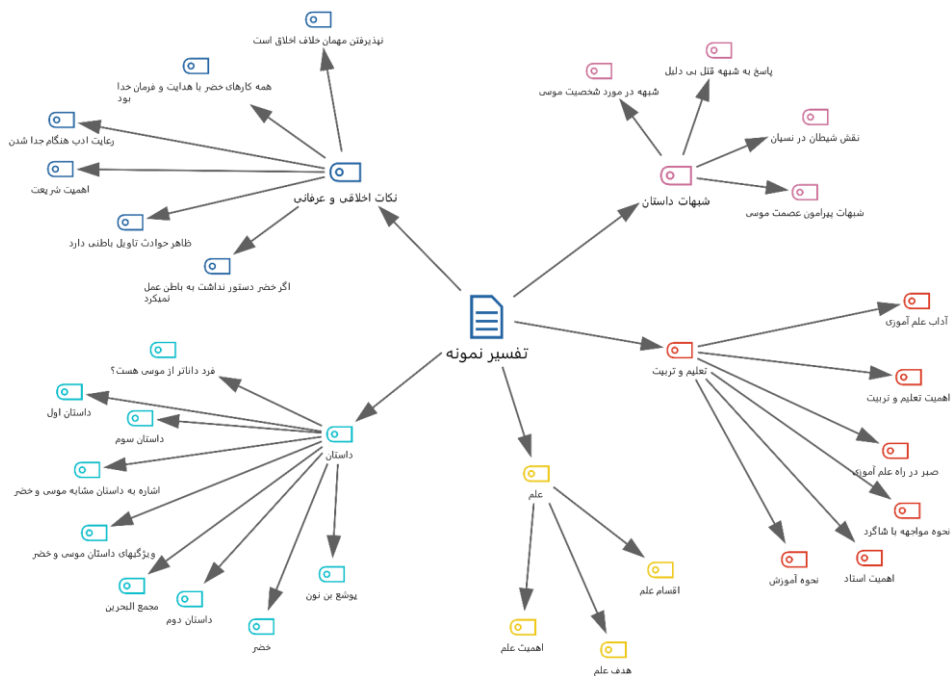 تفسیر نمونه
شبهات داستان
پاسخ به شبهه قتل بی دلیل
شبهه در مورد شخصیت موسی
نقش شیطان در نسیان
شبهات پیرامون عصمت موسی
نکات اخلاقی و عرفانی
نپذیرفتن مهمان خلاف اخلاق است
همه کارهای خضر با هدایت و فرمان خدا
بود
رعایت ادب هنگام جدا شدن
اهمیت شریعت
ظاهر حوادث تاویل باطنی دارد
اگر خضر دستور نداشت به باطن عمل
نمیکرد
تعلیم و تربیت
آداب علم آموزی
اهمیت تعلیم و تربیت
صبر در راه علم آموزی
نحوه مواجهه با شاگرد
اهمیت استاد
نحوه آموزش
علم
اقسام علم
هدف علم
اهمیت علم
داستان
فرد داناتر از موسی هست؟
داستان اول
داستان سوم
اشاره به داستان مشابه موسی و خضر
ویژگیهای داستان موسی و خضر
مجمع البحرین
داستان دوم
خضر
یوشع بن نون